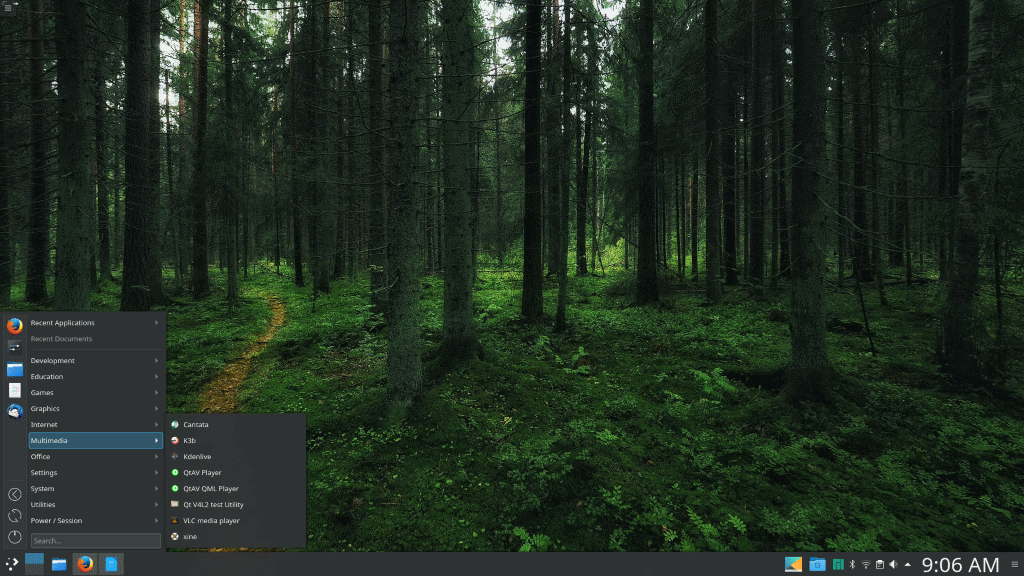 Recent Applications
Recent Documents
Development
Education
Games
Graphics
Internet
Multimedia
Office
Settings
System
Utilities
Power / Session
Search...
Cantata
K3b
Kdenlive
QtAV Player
QtAV QML Player
Qt V4L2 test Utility
VLC media player
xine
9:06 AM